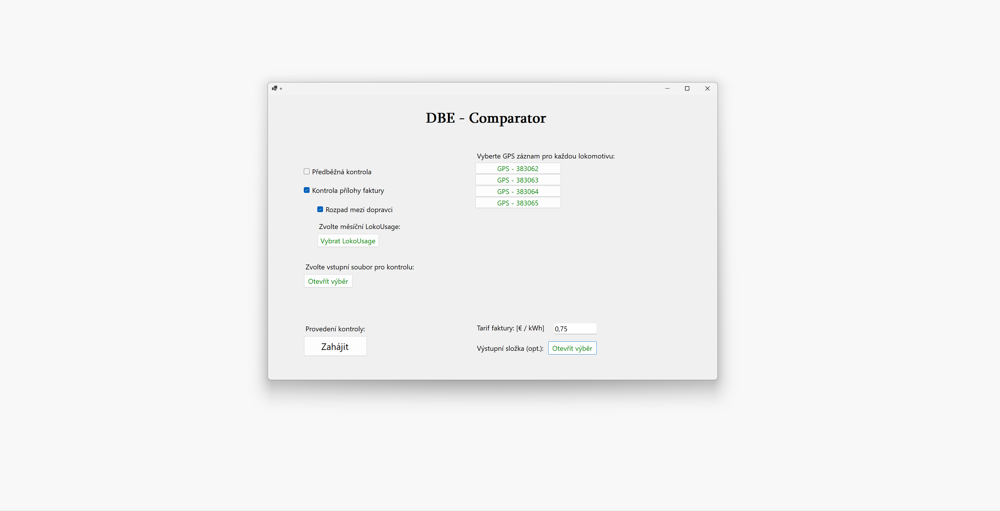 +
DBE - Comparator
Předběžná kontrola
Kontrola přílohy faktury
Rozpad mezi dopravci
Zvolte měsíční LokoUsage:
Vybrat LokoUsage
Zvolte vstupní soubor pro kontrolu:
Otevřít výběr
Provedení kontroly:
Zahájit
Vyberte GPS záznam pro každou lokomotivu:
GPS - 383062
GPS - 383063
GPS - 383064
GPS - 383065
Tarif faktury: [€ / kWh] 0,75
Výstupní složka (opt.): Otevřít výběr